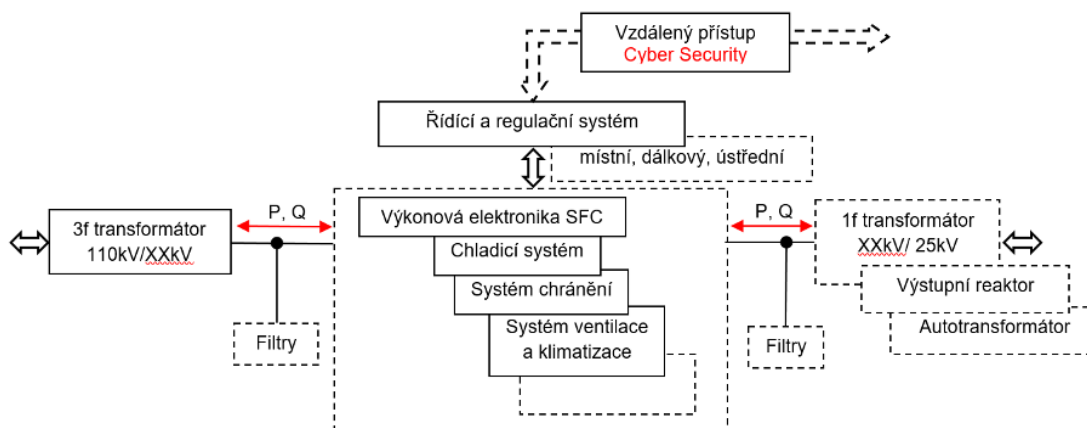 Vzdálený přístup
Cyber Security
Řídící a regulační systém
místní, dálkový, ústřední
P, Q
3f transformátor
110kV/XXkV
Filtry
Výkonová elektronika SFC
Chladicí systém
Systém chránění
Systém ventilace
a klimatizace
P, Q
1f transformátor
XXkV/ 25kV
Výstupní reaktor
Autotransformátor
Filtry